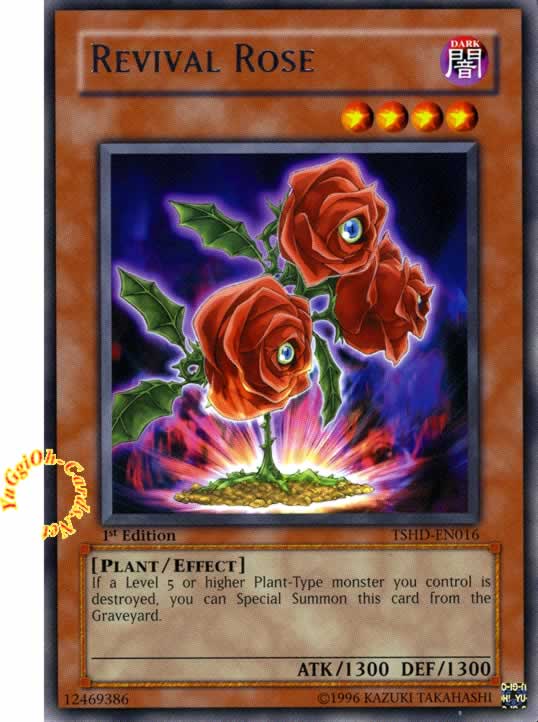 REVIVAL ROSE
DARK
闇
1st Edition
TSHD-EN016
[PLANT/EFFECT]
If a Level 5 or higher Plant-Type monster you control is
destroyed, you can Special Summon this card from the
Graveyard.
ATK/1300 DEF/1300
12469386
©1996 KAZUKI TAKAHASHI
YuGgiOh-Cards.Net